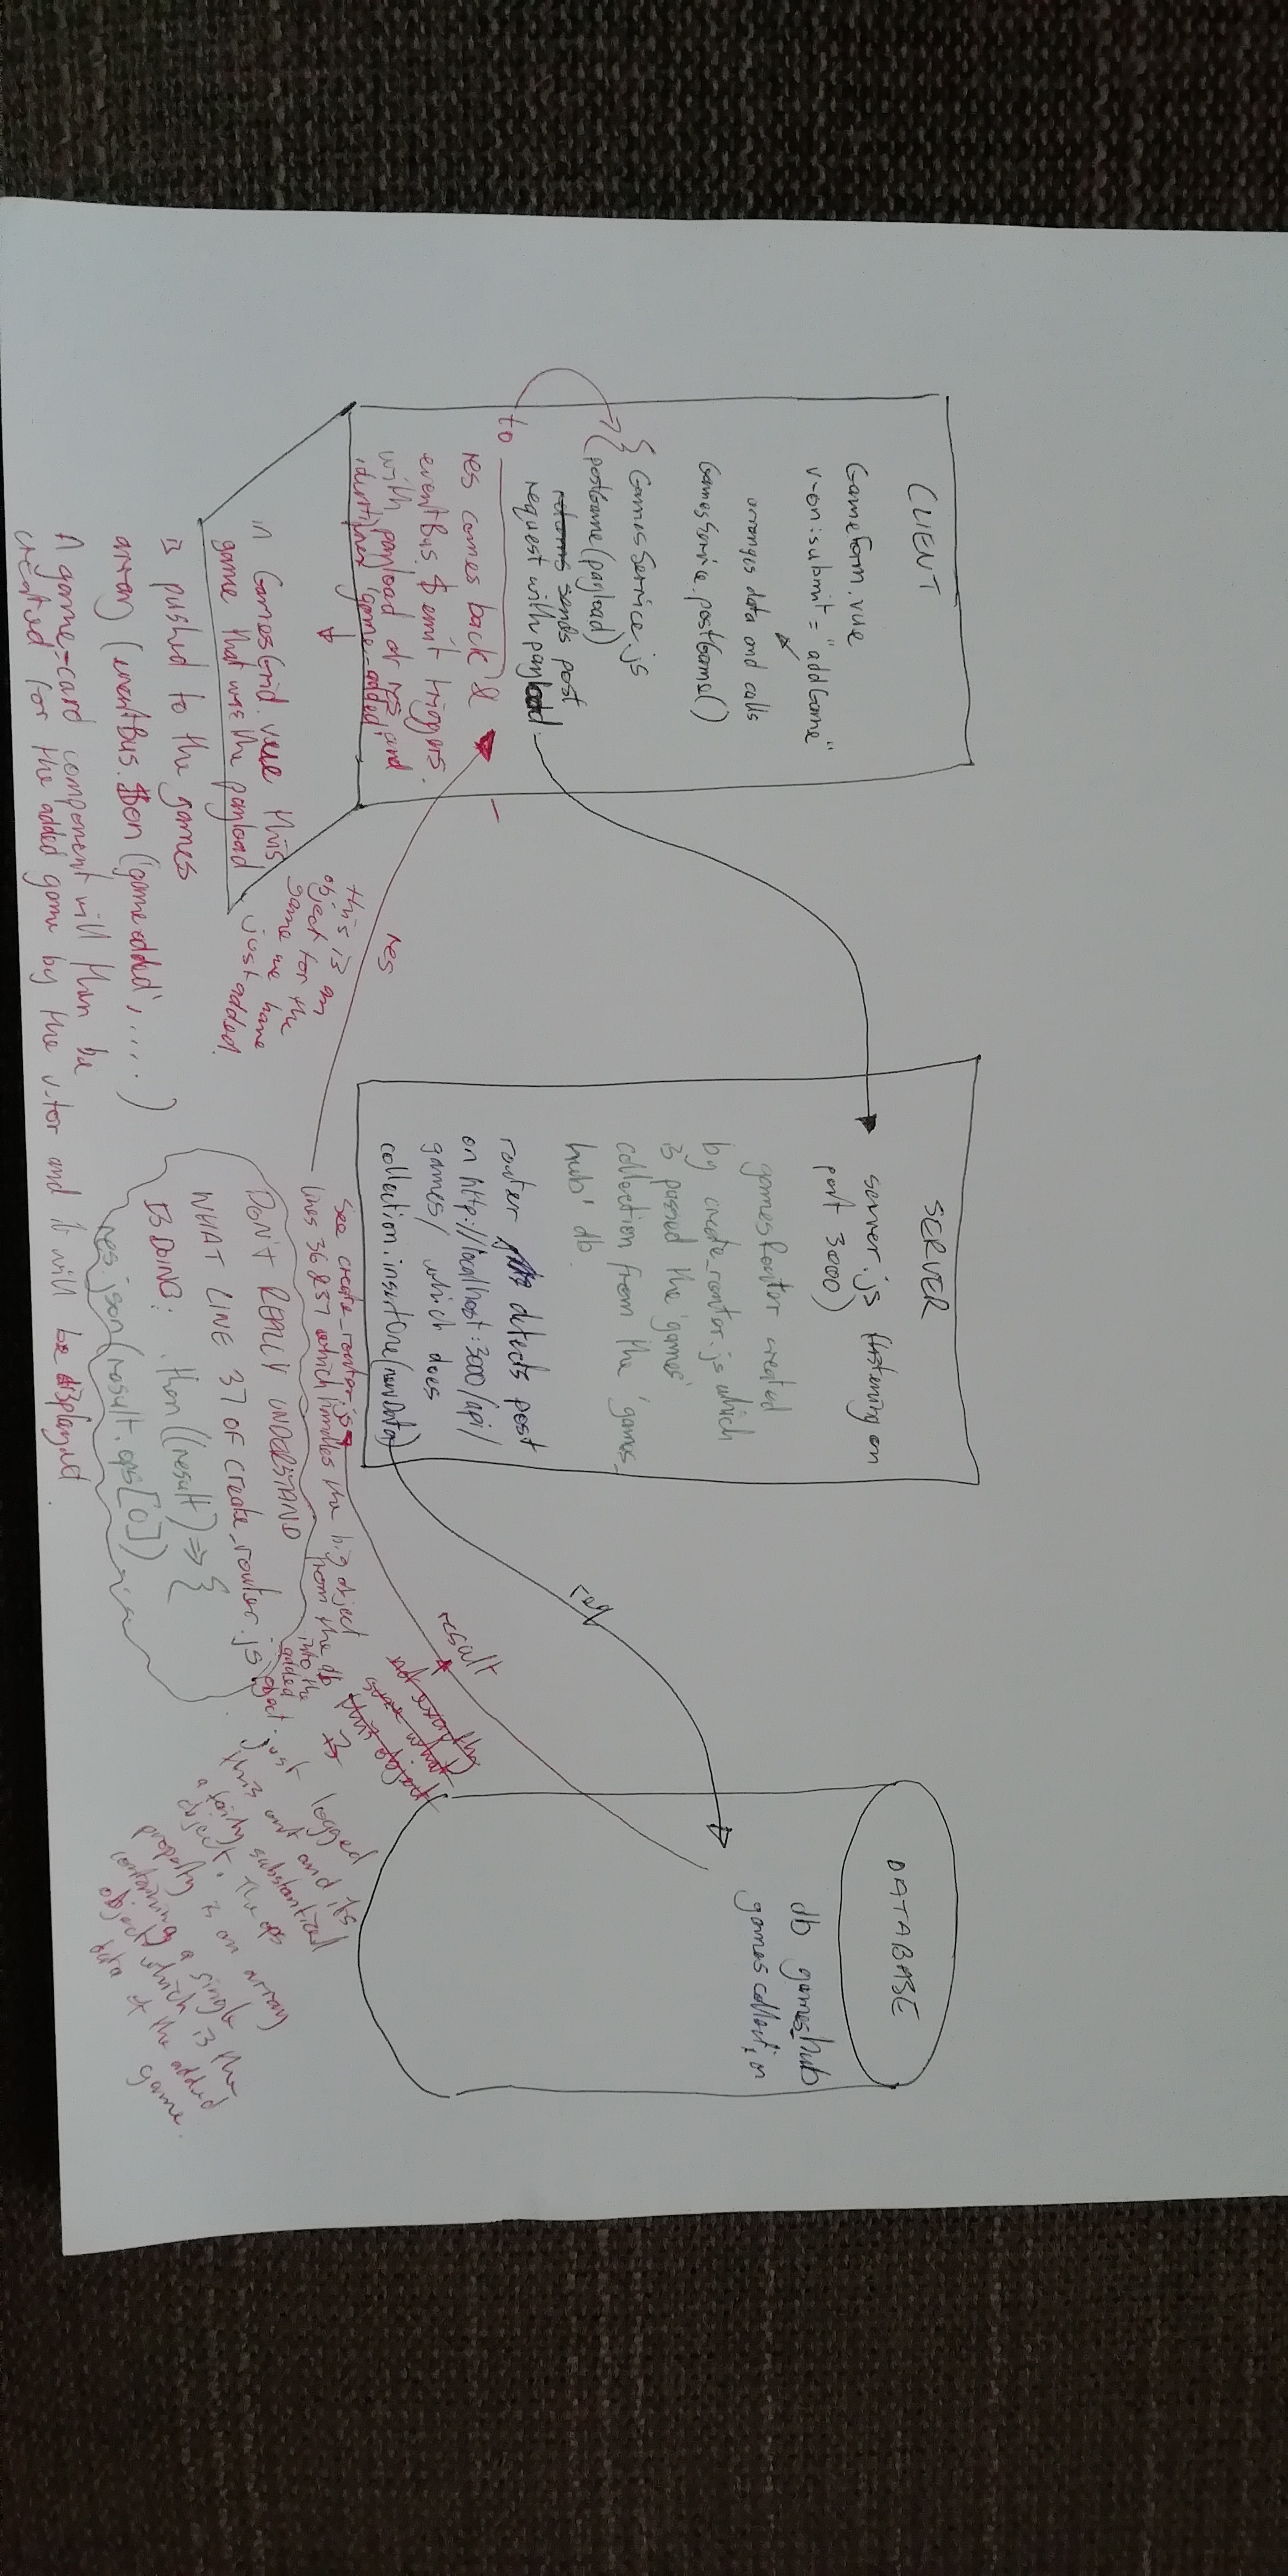 CLIENT
GameForm.vue
v-on:submit = "addGame"
arranges data and calls
GamesService.postGame()
} GamesService.js
(postGame(payload)
returns sends post
request with payload.
to
res comes back &
eventBus.$emit triggers.
with payload of res and
identifier 'game-added'
in GamesGrid.vue this
game that was the payload
is pushed to the games
array (eventBus.$on('game-added', ....)
A game-card component will then be
created for the added game by the v-for and it will be displayed.
res
this is an
object for the
game we have
just added.
SERVER
server.js (listening on
port 3000)
gamesRouter created
by create_router.js which
is passed the 'games'
collection from the 'games_
hub' db.
router detects post
on http://localhost:3000/api/
games/ which does
collection.insertOne(newData)
see create_router.js
lines 36 & 37 which handles the big object
from the db
into the
added
object.
DON'T REALLY UNDERSTAND
WHAT LINE 37 OF create_router.js
IS DOING:
.then((result) => {
res.json(result.ops[0])
req
result
I just logged
this and its
a
object. The ops
property is an array
containing a single
object which is the
data of the added
game.
DATABASE
db games_hub
games collection